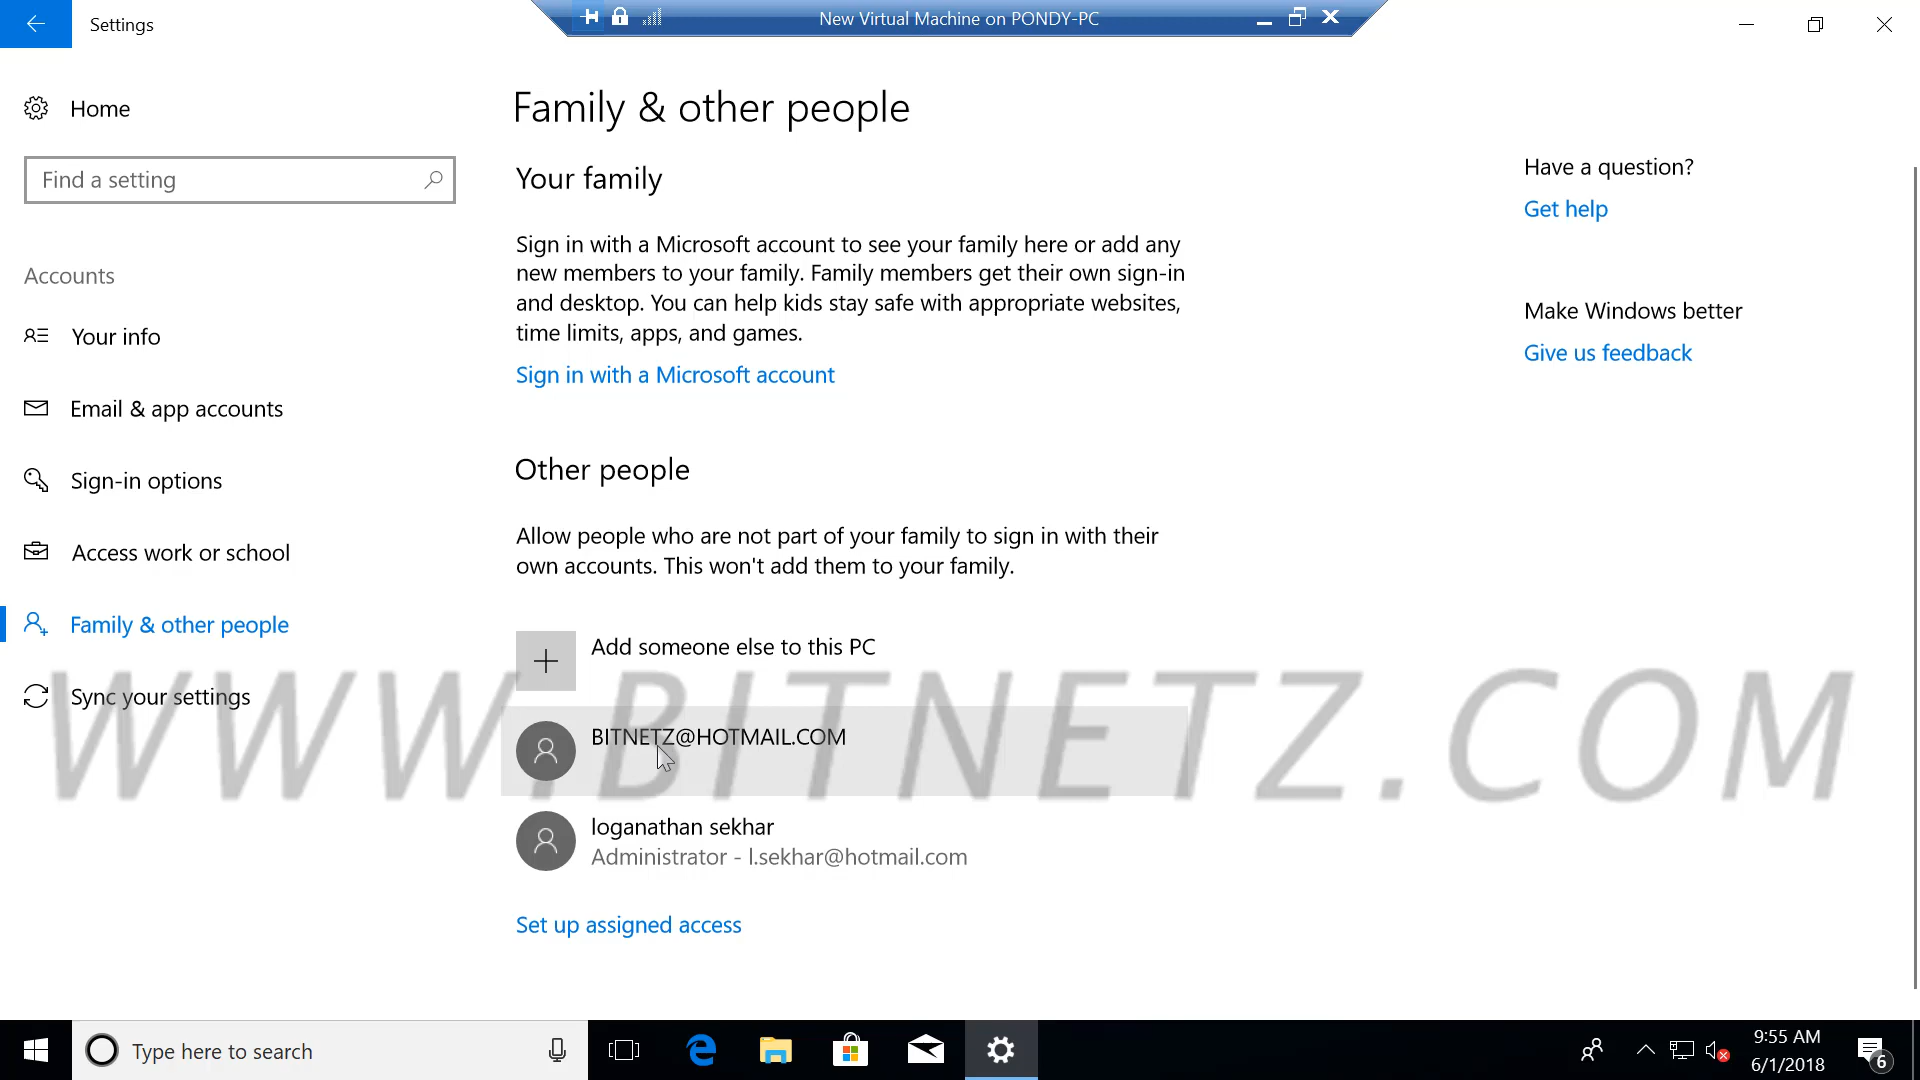 Settings
New Virtual Machine on PONDY-PC
Home
Find a setting
Accounts
Your info
Email & app accounts
Sign-in options
Access work or school
Family & other people
Sync your settings
Family & other people
Your family
Sign in with a Microsoft account to see your family here or add any
new members to your family. Family members get their own sign-in
and desktop. You can help kids stay safe with appropriate websites,
time limits, apps, and games.
Sign in with a Microsoft account
Other people
Allow people who are not part of your family to sign in with their
own accounts. This won't add them to your family.
Add someone else to this PC
BITNETZ@HOTMAIL.COM
loganathan sekhar
Administrator - l.sekhar@hotmail.com
Set up assigned access
Have a question?
Get help
Make Windows better
Give us feedback
WWW.BITNETZ.COM
Type here to search
9:55 AM
6/1/2018
6